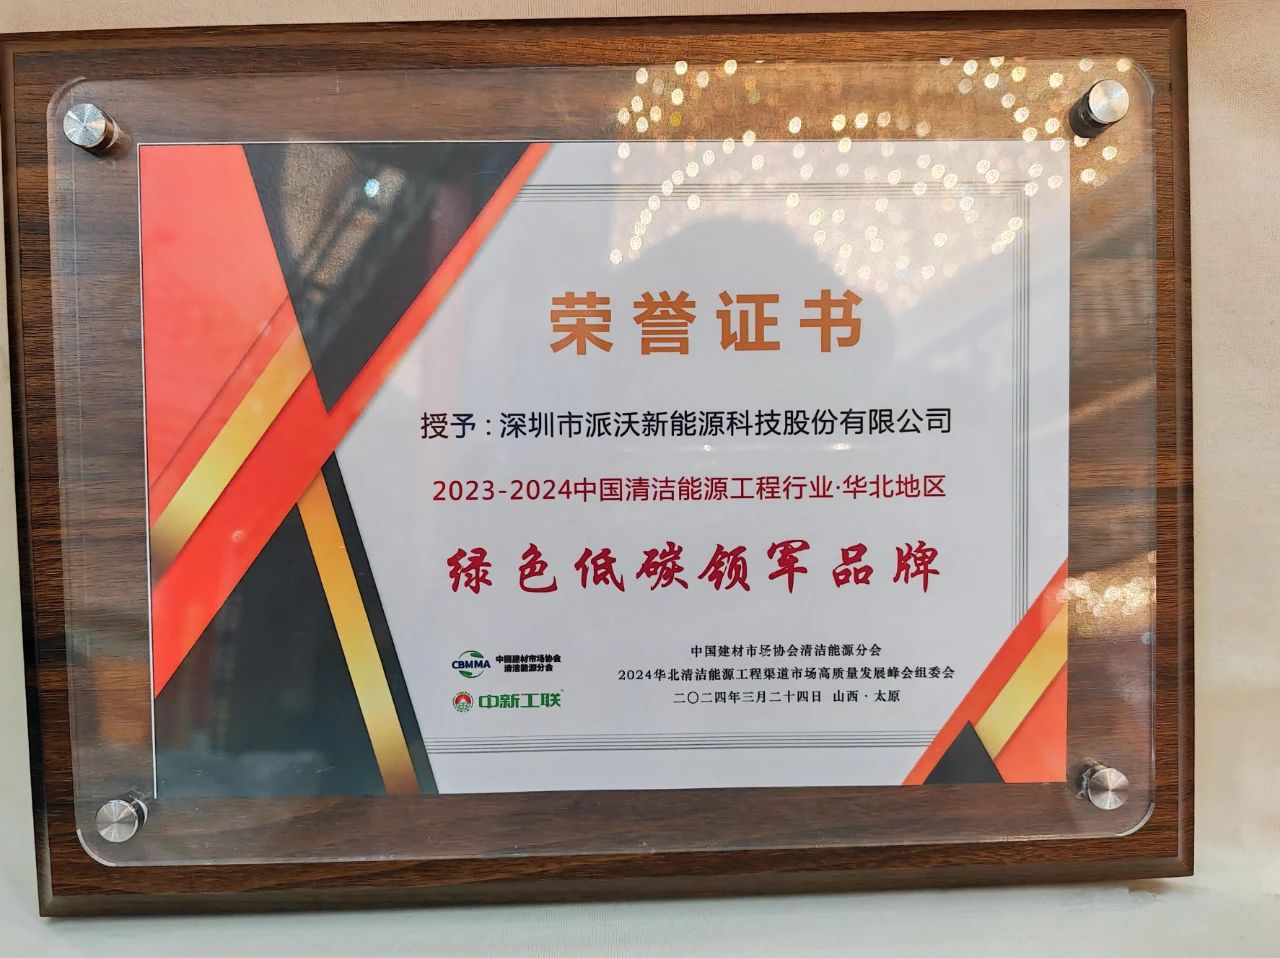 荣誉证书
授予：深圳市派沃新能源科技股份有限公司
2023-2024中国清洁能源工程行业·华北地区
绿色低碳领军品牌
CBMMA 中国建材市场协会
清洁能源分会
中新工联
中国建材市场协会清洁能源分会
2024华北清洁能源工程渠道市场高质量发展峰会组委会
二〇二四年三月二十四日 山西·太原